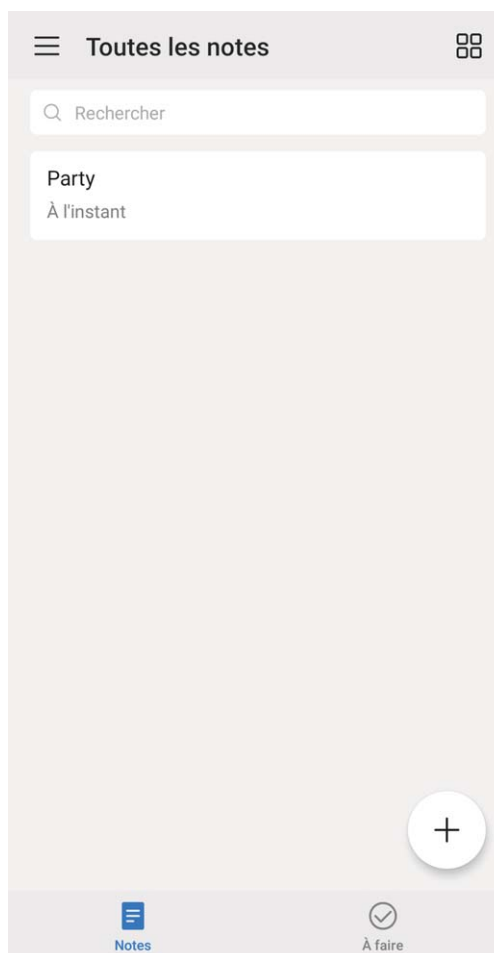 Toutes les notes
Rechercher
Party
À l'instant
Notes
À faire